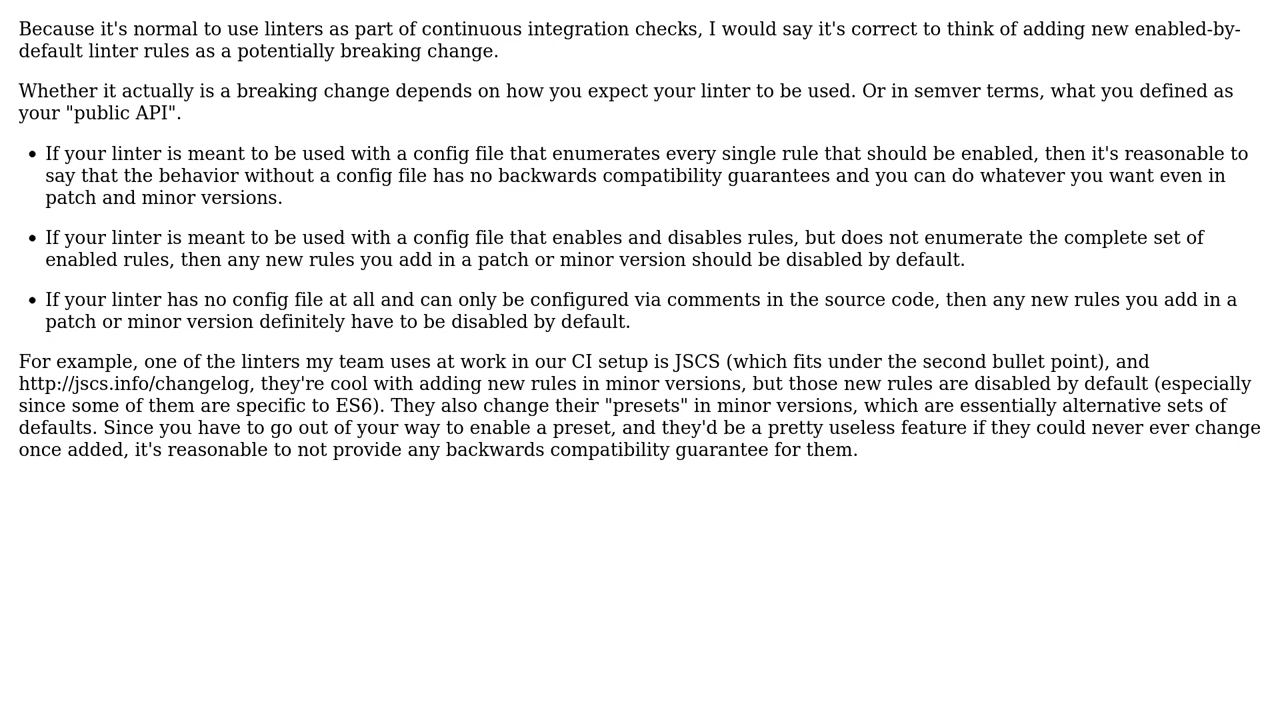 Because it's normal to use linters as part of continuous integration checks, I would say it's correct to think of adding new enabled-by-
default linter rules as a potentially breaking change.
Whether it actually is a breaking change depends on how you expect your linter to be used. Or in semver terms, what you defined as
your "public API".
• If your linter is meant to be used with a config file that enumerates every single rule that should be enabled, then it's reasonable to
say that the behavior without a config file has no backwards compatibility guarantees and you can do whatever you want even in
patch and minor versions.
• If your linter is meant to be used with a config file that enables and disables rules, but does not enumerate the complete set of
enabled rules, then any new rules you add in a patch or minor version should be disabled by default.
• If your linter has no config file at all and can only be configured via comments in the source code, then any new rules you add in a
patch or minor version definitely have to be disabled by default.
For example, one of the linters my team uses at work in our CI setup is JSCS (which fits under the second bullet point), and
http://jscs.info/changelog, they're cool with adding new rules in minor versions, but those new rules are disabled by default (especially
since some of them are specific to ES6). They also change their "presets" in minor versions, which are essentially alternative sets of
defaults. Since you have to go out of your way to enable a preset, and they'd be a pretty useless feature if they could never ever change
once added, it's reasonable to not provide any backwards compatibility guarantee for them.